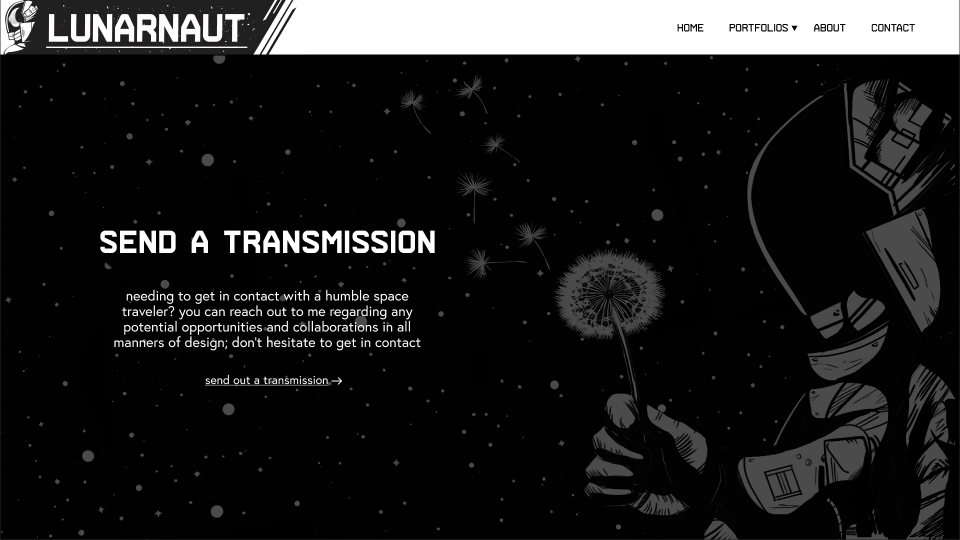 LUNARNAUT
HOME PORTFOLIOS ▼ ABOUT CONTACT
SEND A TRANSMISSION
needing to get in contact with a humble space
traveler? you can reach out to me regarding any
potential opportunities and collaborations in all
manners of design; don't hesitate to get in contact
send out a transmission→